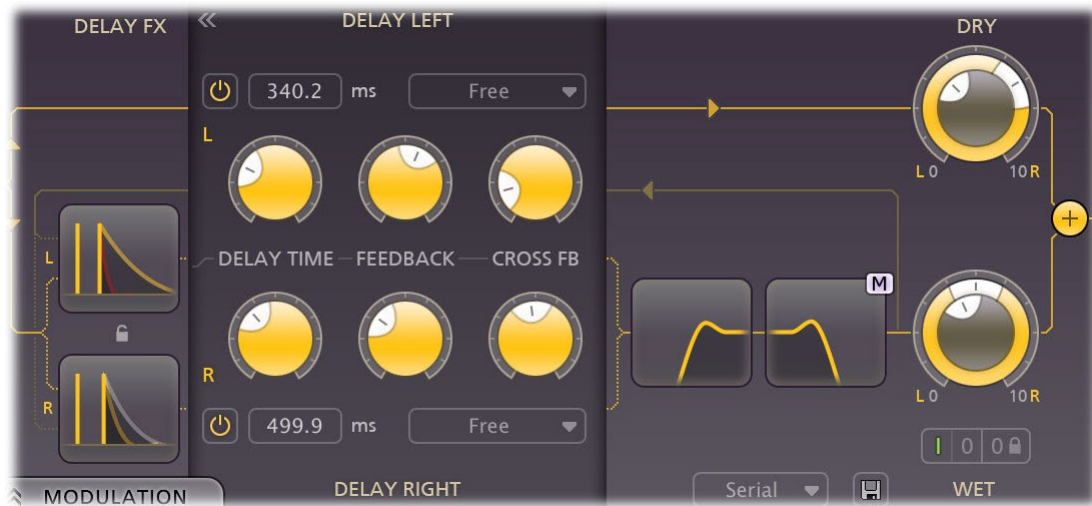 DELAY FX
DELAY LEFT
DRY
340.2 ms Free
L
L 0 10 R
L
DELAY TIME FEEDBACK CROSS FB
M
R
R
L 0 10 R
499.9 ms Free
I 0 0
MODULATION
DELAY RIGHT
Serial
WET